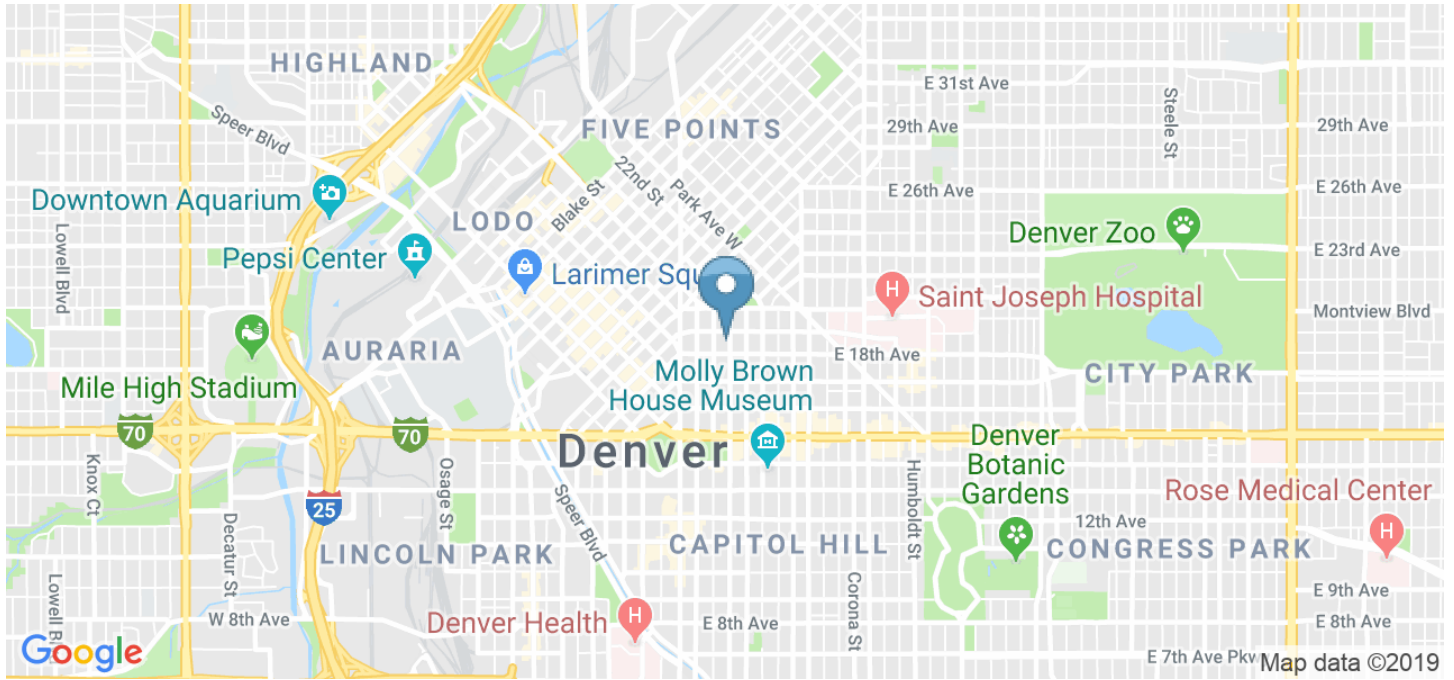 HIGHLAND
E 31st Ave
Steele St
Speer Blvd
FIVE POINTS
29th Ave
29th Ave
22nd St
Park Ave W
E 26th Ave
E 26th Ave
Downtown Aquarium
LODO
Blake St
Denver Zoo
E 23rd Ave
Lowell Blvd
Pepsi Center
Larimer Squ
H
Saint Joseph Hospital
Montview Blvd
AURARIA
E 18th Ave
Mile High Stadium
Molly Brown
House Museum
CITY PARK
70
70
Denver
Denver
Botanic
Gardens
Knox Ct
Osage St
Humboldt St
Rose Medical Center
25
Decatur St
Speer Blvd
12th Ave
H
LINCOLN PARK
CAPITOL HILL
CONGRESS PARK
Lowell Bl
Corona St
E 9th Ave
W 8th Ave
Denver Health
H
E 8th Ave
E 8th Ave
Google
E 7th Ave Pkw
Map data ©2019